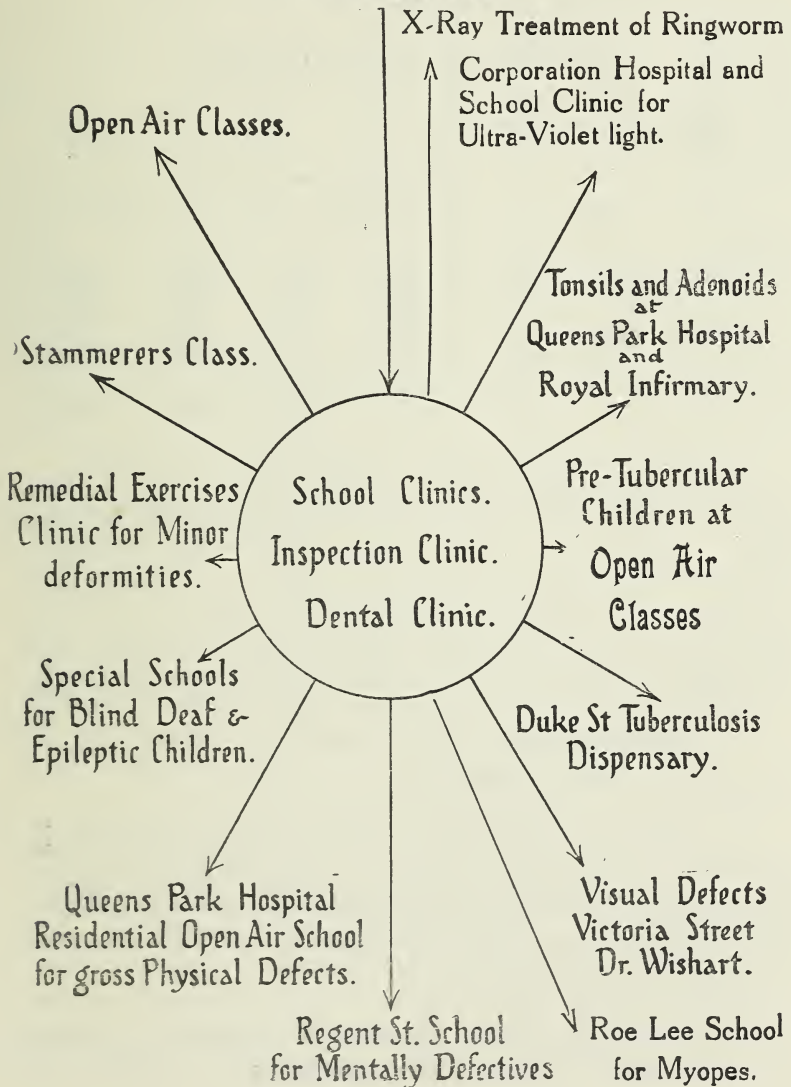 X-Ray Treatment of Ringworm
Corporation Hospital and
School Clinic for
Ultra-Violet light.
Open Air Classes.
Tonsils and Adenoids
at
Queens Park Hospital
and
Royal Infirmary.
Stammerers Class.
Pre-Tubercular
Children at
Open Air
Classes
Remedial Exercises
Clinic for Minor
deformities.
School Clinics.
Inspection Clinic.
Dental Clinic.
Special Schools
for Blind Deaf &
Epileptic Children.
Duke St Tuberculosis
Dispensary.
Queens Park Hospital
Residential Open Air School
for gross Physical Defects.
Visual Defects
Victoria Street
Dr. Wishart.
Regent St. School
for Mentally Defectives
Roe Lee School
for Myopes.